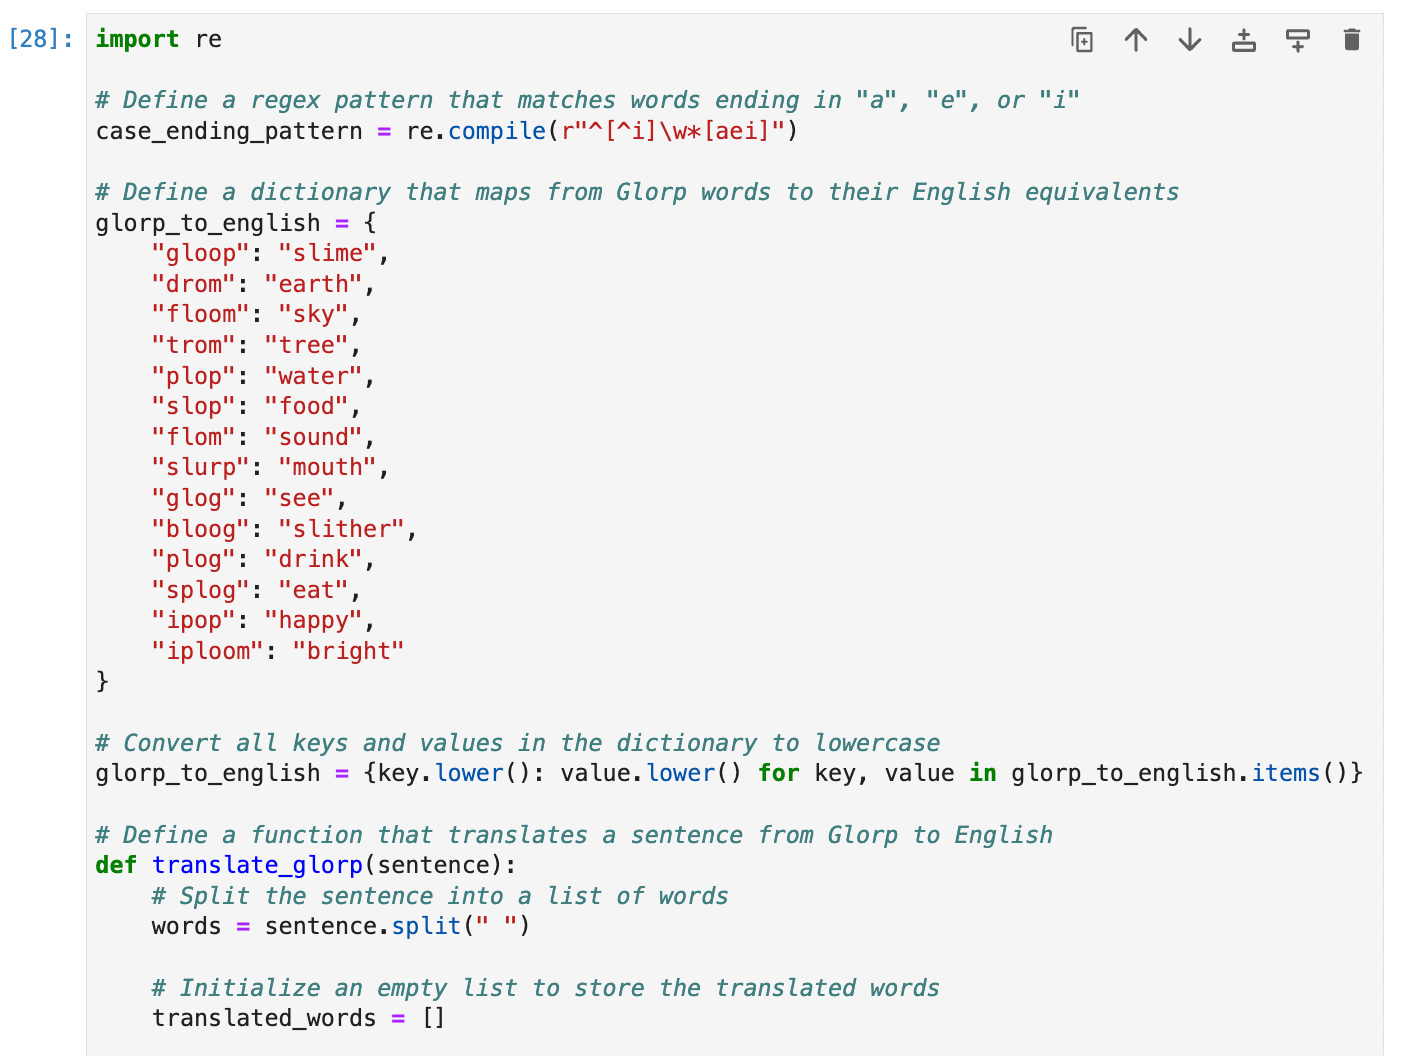 [28]: import re
# Define a regex pattern that matches words ending in "a", "e", or "i"
case_ending_pattern = re.compile(r"^[^i]\w*[aei]")
# Define a dictionary that maps from Glorp words to their English equivalents
glorp_to_english = {
    "gloop": "slime",
    "drom": "earth",
    "floom": "sky",
    "trom": "tree",
    "plop": "water",
    "slop": "food",
    "flom": "sound",
    "slurp": "mouth",
    "glog": "see",
    "bloog": "slither",
    "plog": "drink",
    "splog": "eat",
    "ipop": "happy",
    "iploom": "bright"
}
# Convert all keys and values in the dictionary to lowercase
glorp_to_english = {key.lower(): value.lower() for key, value in glorp_to_english.items()}
# Define a function that translates a sentence from Glorp to English
def translate_glorp(sentence):
    # Split the sentence into a list of words
    words = sentence.split(" ")
    # Initialize an empty list to store the translated words
    translated_words = []